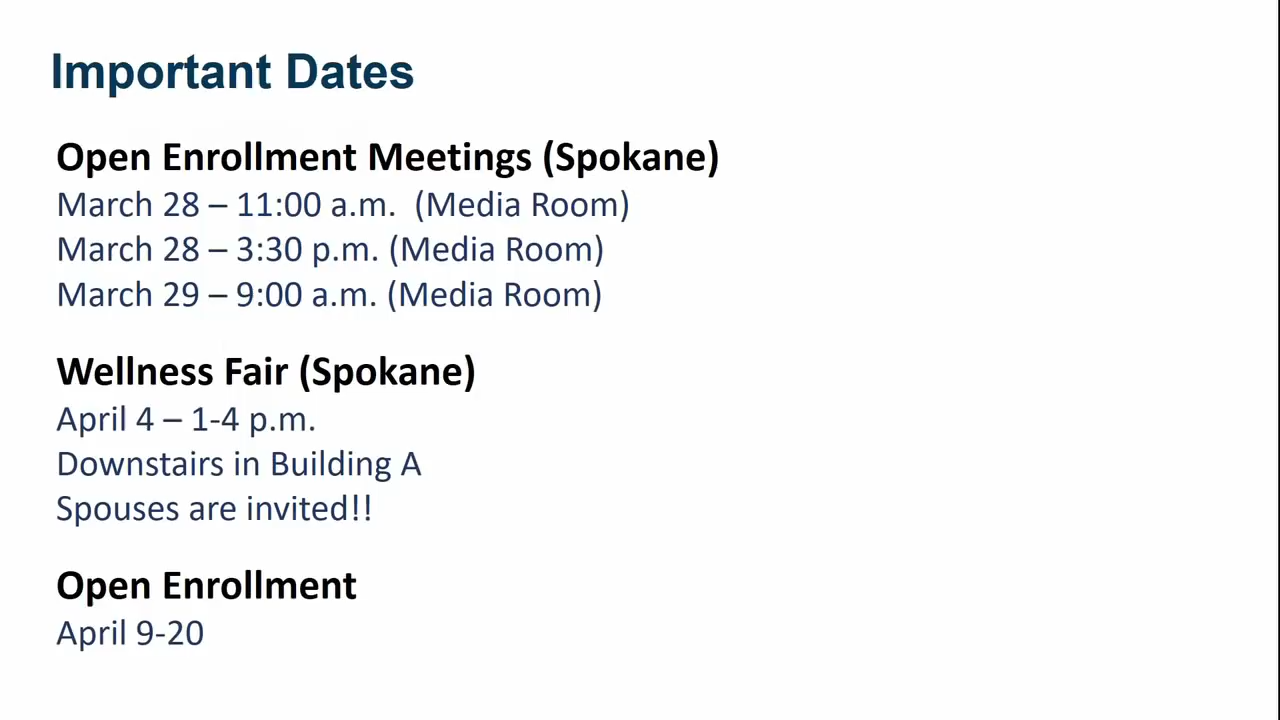 Important Dates
Open Enrollment Meetings (Spokane)
March 28 – 11:00 a.m.  (Media Room)
March 28 – 3:30 p.m. (Media Room)
March 29 – 9:00 a.m. (Media Room)
Wellness Fair (Spokane)
April 4 – 1-4 p.m.
Downstairs in Building A
Spouses are invited!!
Open Enrollment
April 9-20